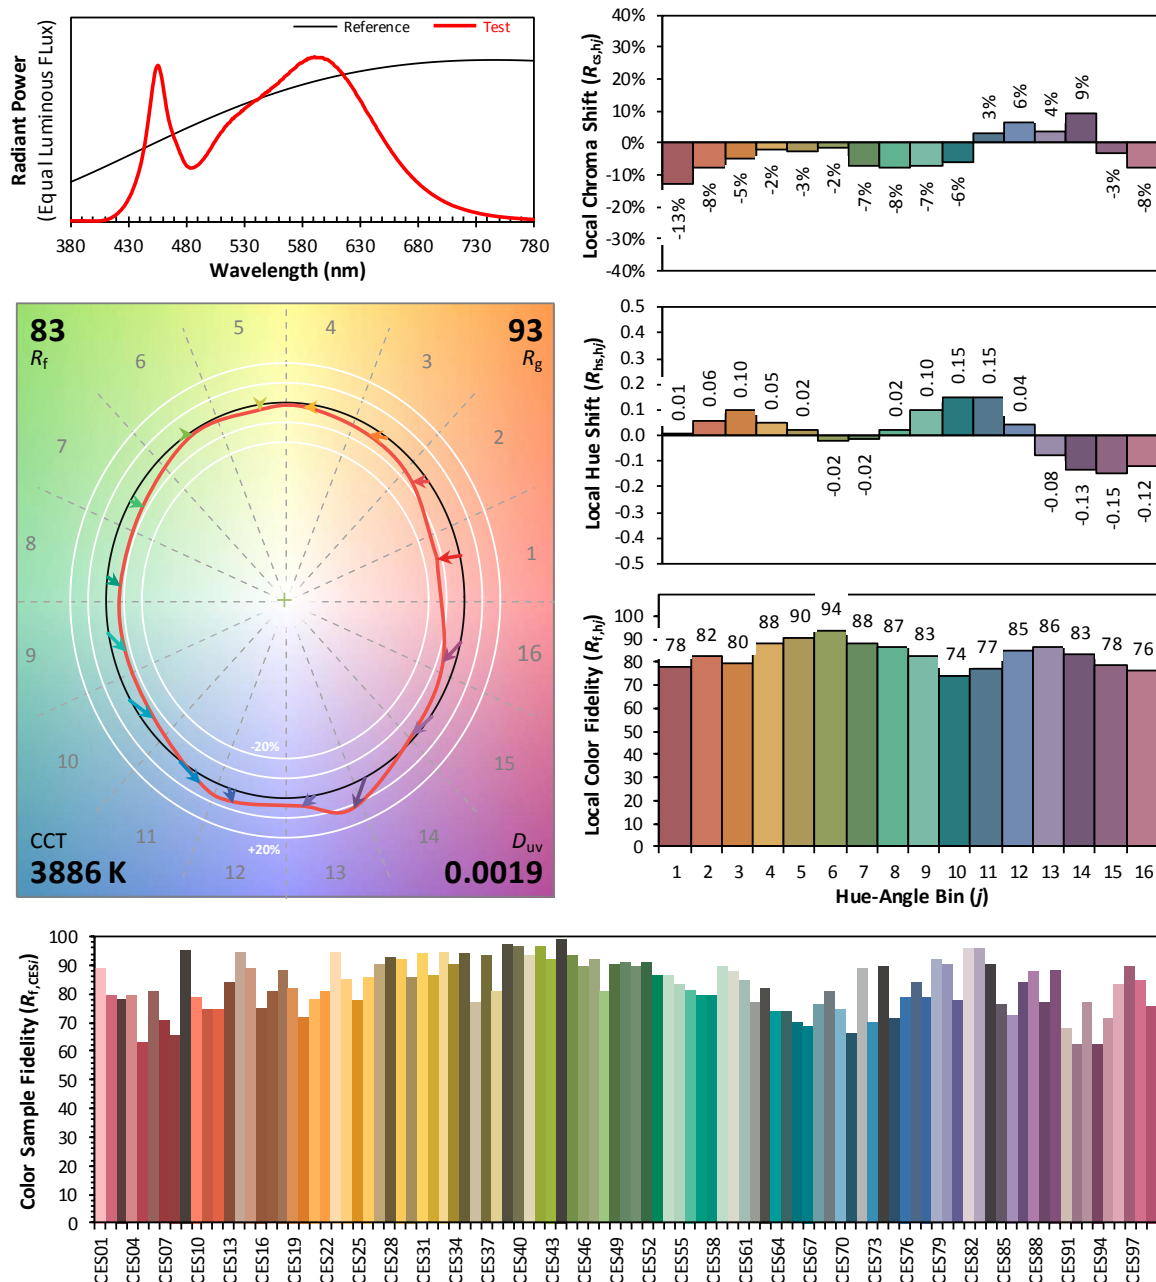 Radiant Power
(Equal Luminous FLux)
Reference
Test
380 430 480 530 580 630 680 730 780
Wavelength (nm)
Local Chroma Shift (Rcs,hj)
40%
30%
20%
10%
0%
-10%
-20%
-30%
-40%
-13% -8% -5% -2% -3% -2% -7% -8% -7% -6% 3% 6% 4% 9% -3% -8%
83
Rf
93
Rg
5 4
6 3
7 2
8 1
9 16
10 15
11 14
12 13
-20%
+20%
CCT
3886 K
Duv
0.0019
Local Hue Shift (Rhs,hj)
0.5
0.4
0.3
0.2
0.1
0.0
-0.1
-0.2
-0.3
-0.4
-0.5
0.01 0.06 0.10 0.05 0.02 -0.02 -0.02 0.02 0.10 0.15 0.15 0.04 -0.08 -0.13 -0.15 -0.12
Local Color Fidelity (Rf,hj)
100
90
80
70
60
50
40
30
20
10
0
78 82 80 88 90 94 88 87 83 74 77 85 86 83 78 76
1 2 3 4 5 6 7 8 9 10 11 12 13 14 15 16
Hue-Angle Bin (j)
Color Sample Fidelity (Rf,CESi)
100
90
80
70
60
50
40
30
20
10
0
CES01 CES04 CES07 CES10 CES13 CES16 CES19 CES22 CES25 CES28 CES31 CES34 CES37 CES40 CES43 CES46 CES49 CES52 CES55 CES58 CES61 CES64 CES67 CES70 CES73 CES76 CES79 CES82 CES85 CES88 CES91 CES94 CES97